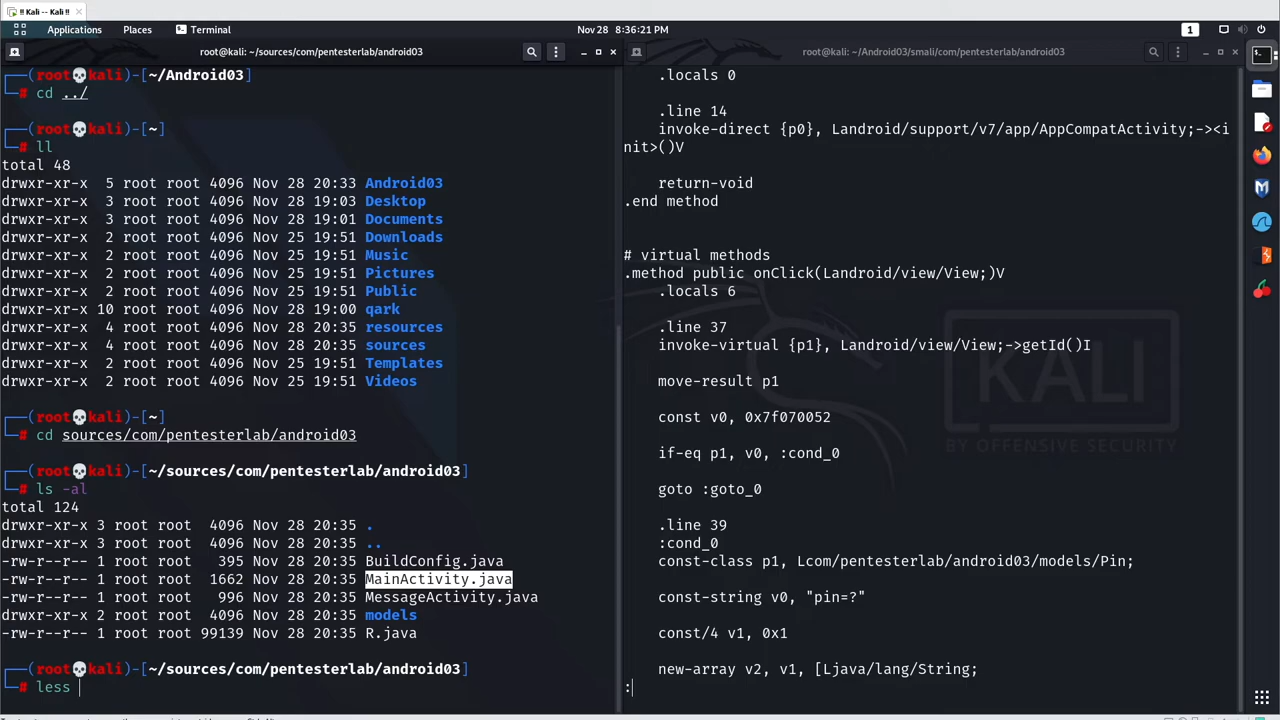 !! Kali -- Kali !!
Applications Places Terminal Nov 28 8:36:21 PM 1
root@kali: ~/sources/com/pentesterlab/android03
┌──(root💀kali)-[~/Android03]
└─# cd ../
┌──(root💀kali)-[~]
└─# ll
total 48
drwxr-xr-x  5 root root 4096 Nov 28 20:33 Android03
drwxr-xr-x  3 root root 4096 Nov 28 19:03 Desktop
drwxr-xr-x  3 root root 4096 Nov 28 19:01 Documents
drwxr-xr-x  2 root root 4096 Nov 25 19:51 Downloads
drwxr-xr-x  2 root root 4096 Nov 25 19:51 Music
drwxr-xr-x  2 root root 4096 Nov 25 19:51 Pictures
drwxr-xr-x  2 root root 4096 Nov 25 19:51 Public
drwxr-xr-x 10 root root 4096 Nov 28 19:00 qark
drwxr-xr-x  4 root root 4096 Nov 28 20:35 resources
drwxr-xr-x  4 root root 4096 Nov 28 20:35 sources
drwxr-xr-x  2 root root 4096 Nov 25 19:51 Templates
drwxr-xr-x  2 root root 4096 Nov 25 19:51 Videos
┌──(root💀kali)-[~]
└─# cd sources/com/pentesterlab/android03
┌──(root💀kali)-[~/sources/com/pentesterlab/android03]
└─# ls -al
total 124
drwxr-xr-x 3 root root  4096 Nov 28 20:35 .
drwxr-xr-x 4 root root  4096 Nov 28 20:35 ..
-rw-r--r-- 1 root root   395 Nov 28 20:35 BuildConfig.java
-rw-r--r-- 1 root root  1662 Nov 28 20:35 MainActivity.java
-rw-r--r-- 1 root root   996 Nov 28 20:35 MessageActivity.java
drwxr-xr-x 2 root root  4096 Nov 28 20:35 models
-rw-r--r-- 1 root root 99139 Nov 28 20:35 R.java
┌──(root💀kali)-[~/sources/com/pentesterlab/android03]
└─# less
root@kali: ~/Android03/smali/com/pentesterlab/android03
.locals 0
.line 14
invoke-direct {p0}, Landroid/support/v7/app/AppCompatActivity;-><i
nit>()V
return-void
.end method
# virtual methods
.method public onClick(Landroid/view/View;)V
.locals 6
.line 37
invoke-virtual {p1}, Landroid/view/View;->getId()I
move-result p1
const v0, 0x7f070052
if-eq p1, v0, :cond_0
goto :goto_0
.line 39
:cond_0
const-class p1, Lcom/pentesterlab/android03/models/Pin;
const-string v0, "pin=?"
const/4 v1, 0x1
new-array v2, v1, [Ljava/lang/String;
:
KALI
BY OFFENSIVE SECURITY